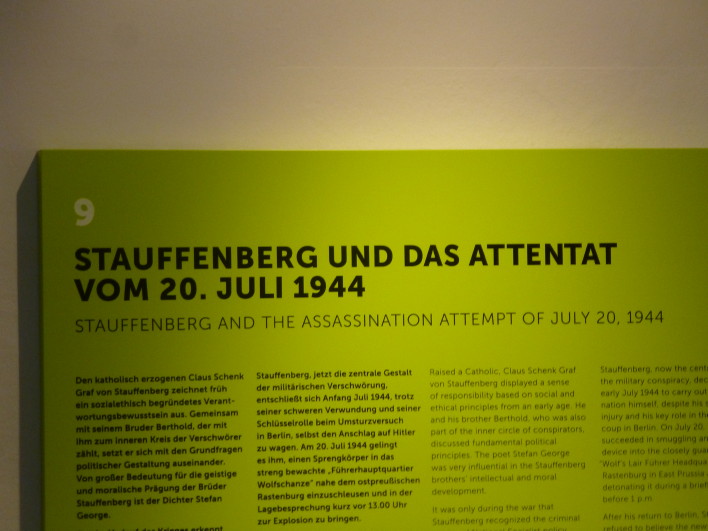 9
STAUFFENBERG UND DAS ATTENTAT
VOM 20. JULI 1944
STAUFFENBERG AND THE ASSASSINATION ATTEMPT OF JULY 20, 1944
Den katholisch erzogenen Claus Schenk
Graf von Stauffenberg zeichnet früh
ein sozialethisch begründetes Verant-
wortungsbewusstsein aus. Gemeinsam
mit seinem Bruder Berthold, der mit
ihm zum inneren Kreis der Verschwörer
zählt, setzt er sich mit den Grundfragen
politischer Gestaltung auseinander.
Von großer Bedeutung für die geistige
und moralische Prägung der Brüder
Stauffenberg ist der Dichter Stefan
George.
Stauffenberg, jetzt die zentrale Gestalt
der militärischen Verschwörung,
entschließt sich Anfang Juli 1944, trotz
seiner schweren Verwundung und seiner
Schlüsselrolle beim Umsturzversuch
in Berlin, selbst den Anschlag auf Hitler
zu wagen. Am 20. Juli 1944 gelingt
es ihm, einen Sprengkörper in das
streng bewachte „Führerhauptquartier
Wolfschanze" nahe dem ostpreußischen
Rastenburg einzuschleusen und in der
Lagebesprechung kurz vor 13.00 Uhr
zur Explosion zu bringen.
Raised a Catholic, Claus Schenk Graf
von Stauffenberg displayed a sense
of responsibility based on social and
ethical principles from an early age. He
and his brother Berthold, who was also
part of the inner circle of conspirators,
discussed fundamental political
principles. The poet Stefan George
was very influential in the Stauffenberg
brothers' intellectual and moral
development.
It was only during the war that
Stauffenberg recognized the criminal
Stauffenberg, now the
the military conspiracy,
early July 1944 to carry out
nation himself, despite his
injury and his key role in the
coup in Berlin. On July 20,
succeeded in smuggling an
device into the closely
"Wolf's Lair Führer
Rastenburg in East Prussia
detonating it during a
before 1 p.m.
After his return to Berlin,
refused to believe the